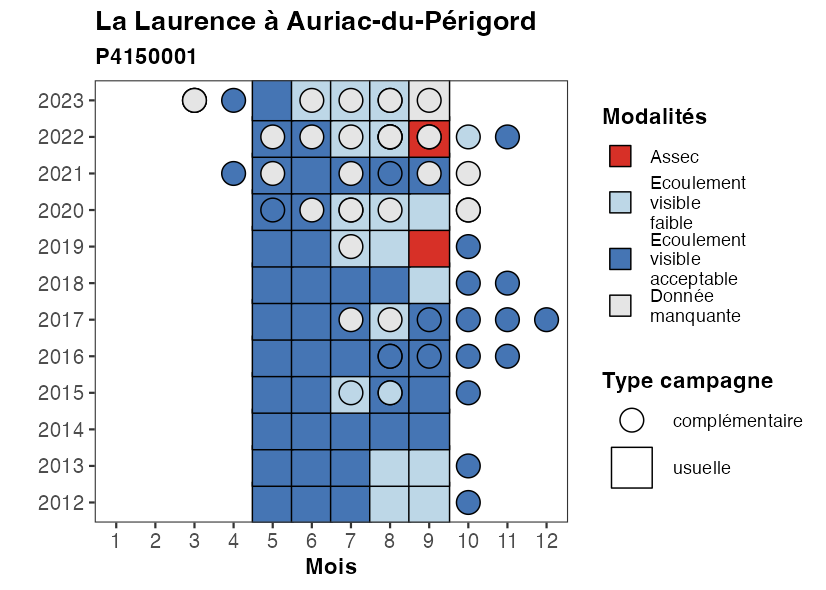 La Laurence à Auriac-du-Périgord
P4150001
2023
2022
2021
2020
2019
2018
2017
2016
2015
2014
2013
2012
1 2 3 4 5 6 7 8 9 10 11 12
Mois
Modalités
Assec
Ecoulement
visible
faible
Ecoulement
visible
acceptable
Donnée
manquante
Type campagne
complémentaire
usuelle